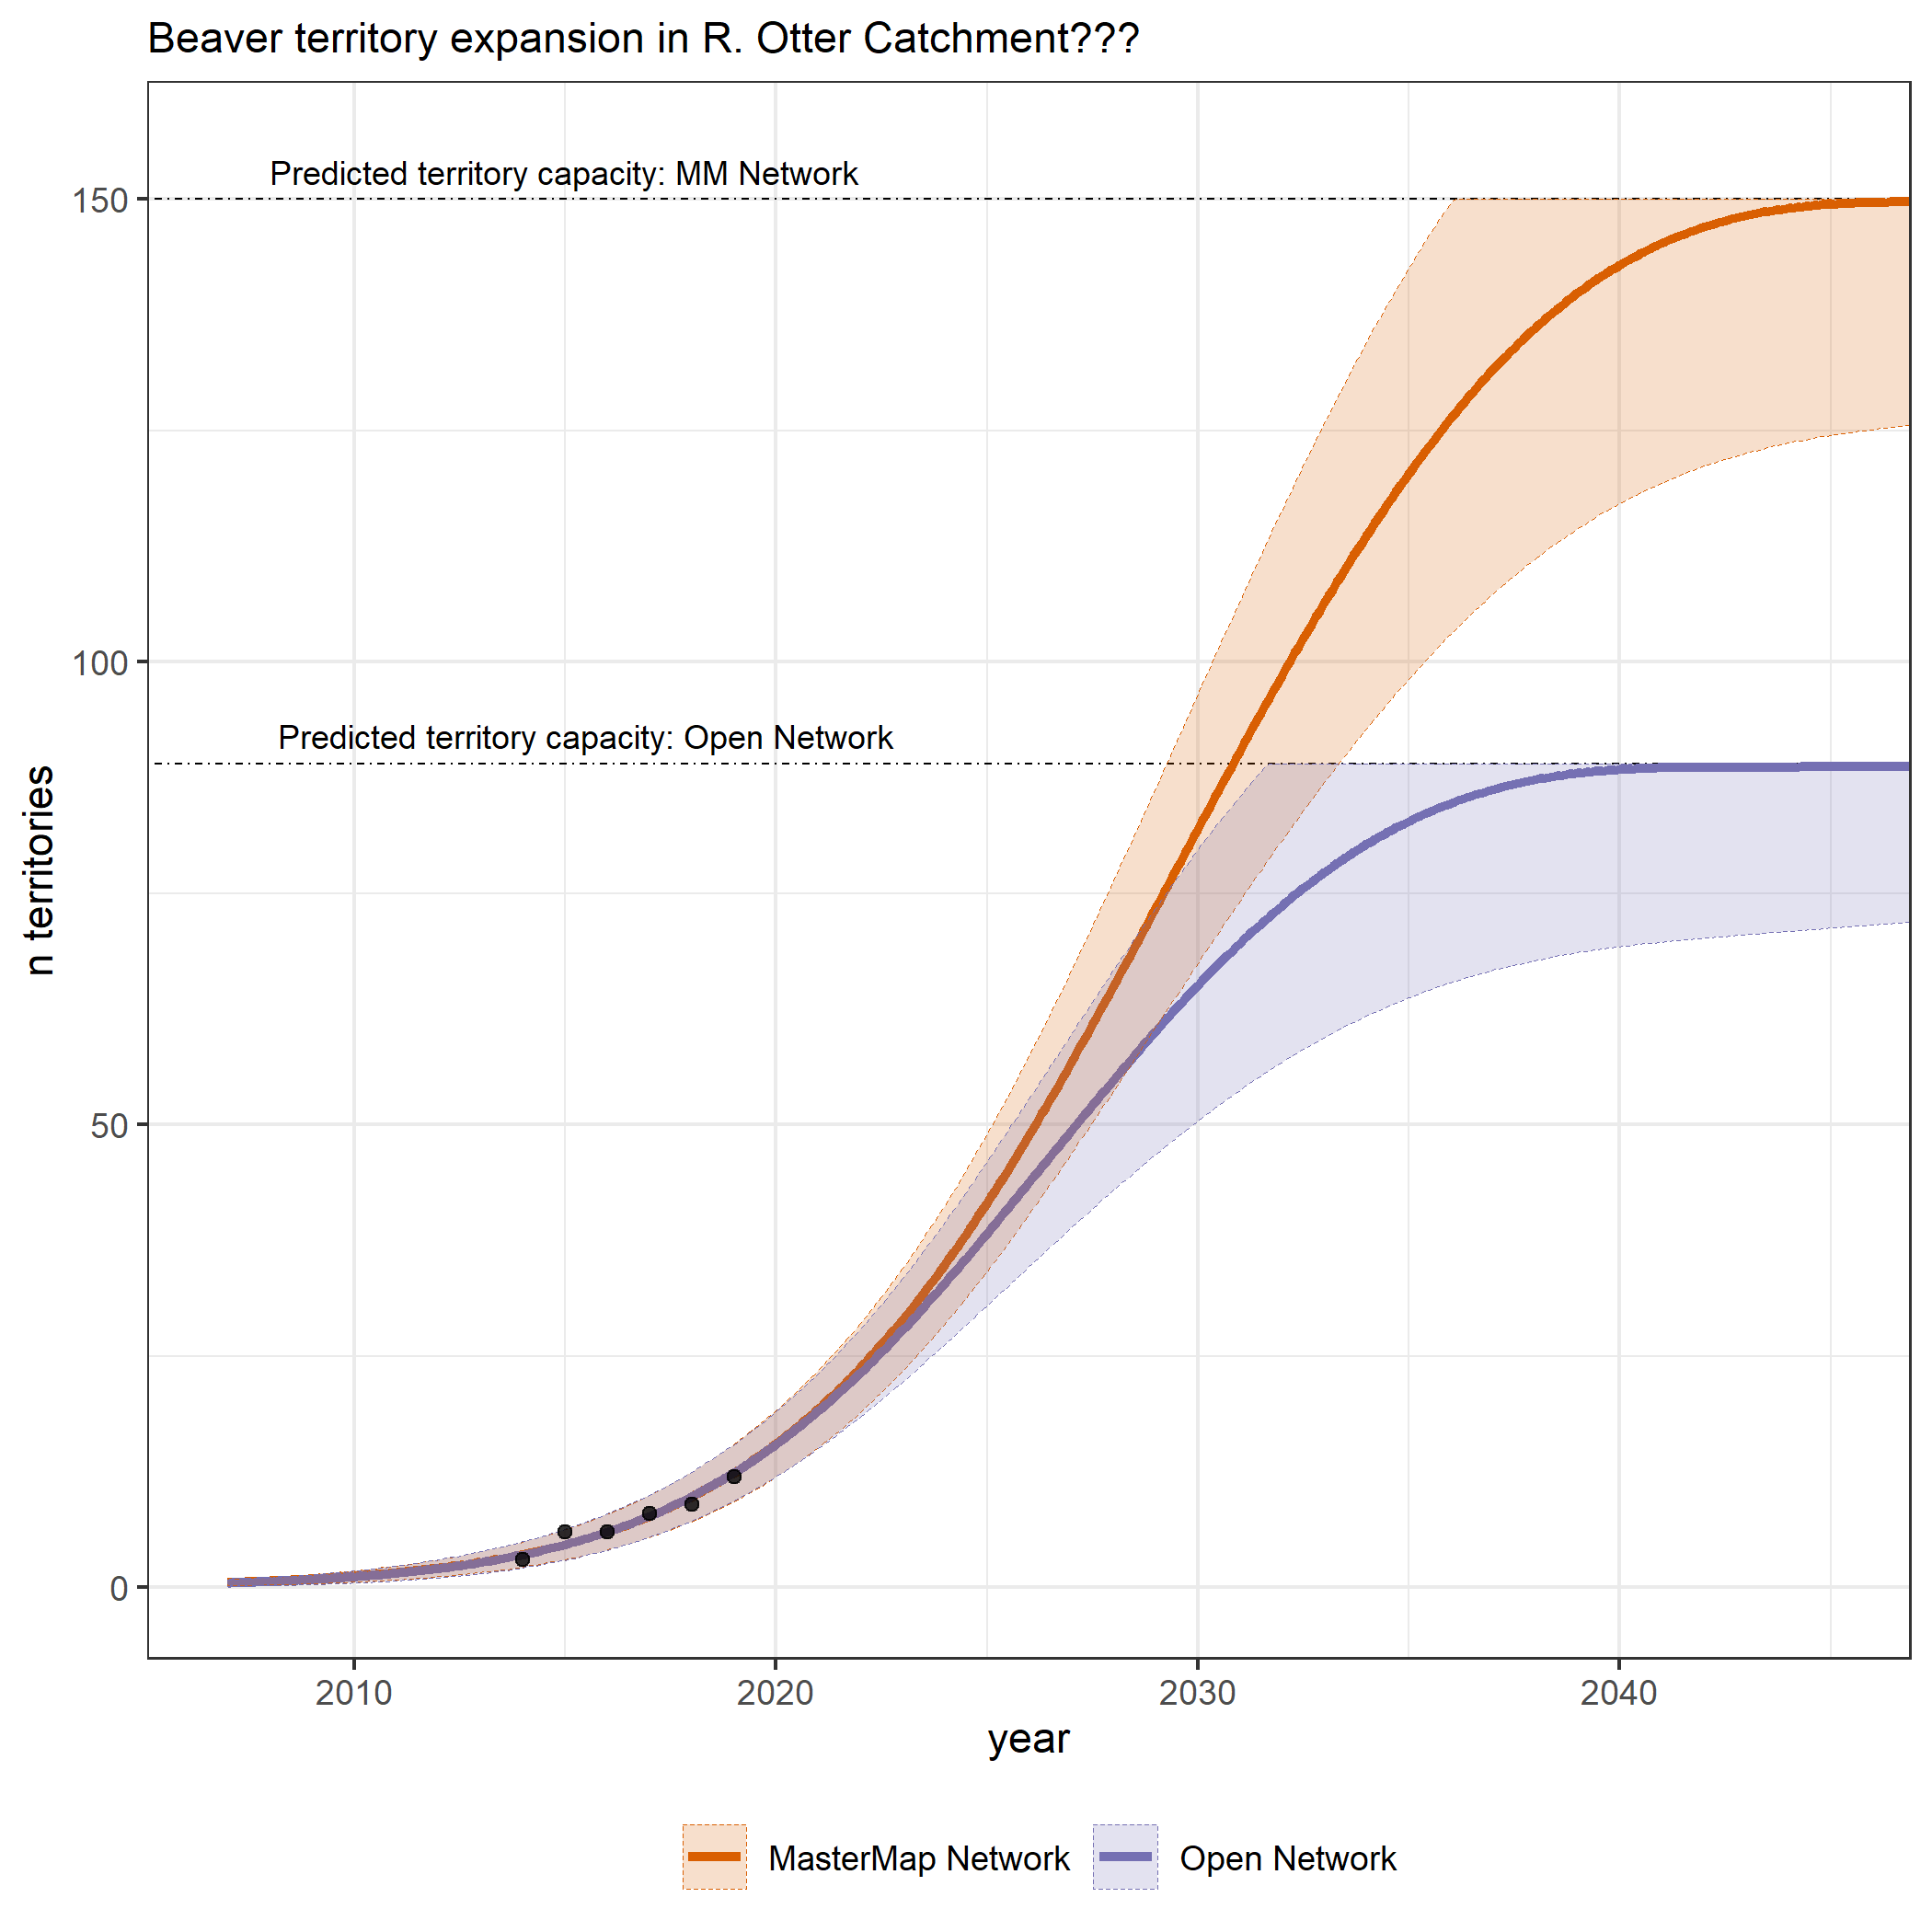 Beaver territory expansion in R. Otter Catchment???
Predicted territory capacity: MM Network
150
100
Predicted territory capacity: Open Network
n territories
50
0
2010 2020 2030 2040
year
MasterMap Network Open Network